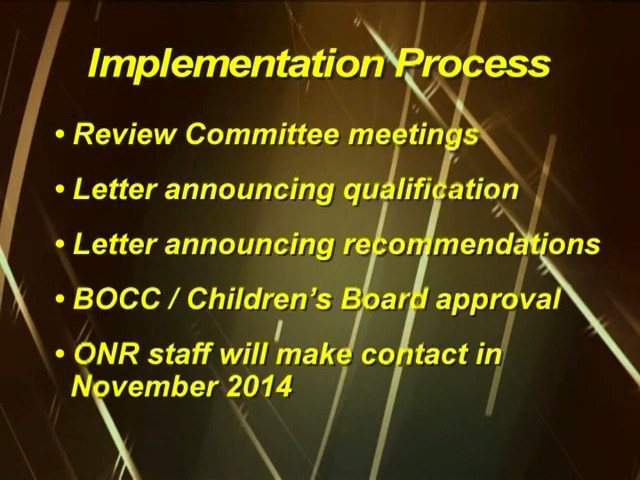 Implementation Process
• Review Committee meetings
• Letter announcing qualification
• Letter announcing recommendations
• BOCC / Children's Board approval
• ONR staff will make contact in
November 2014